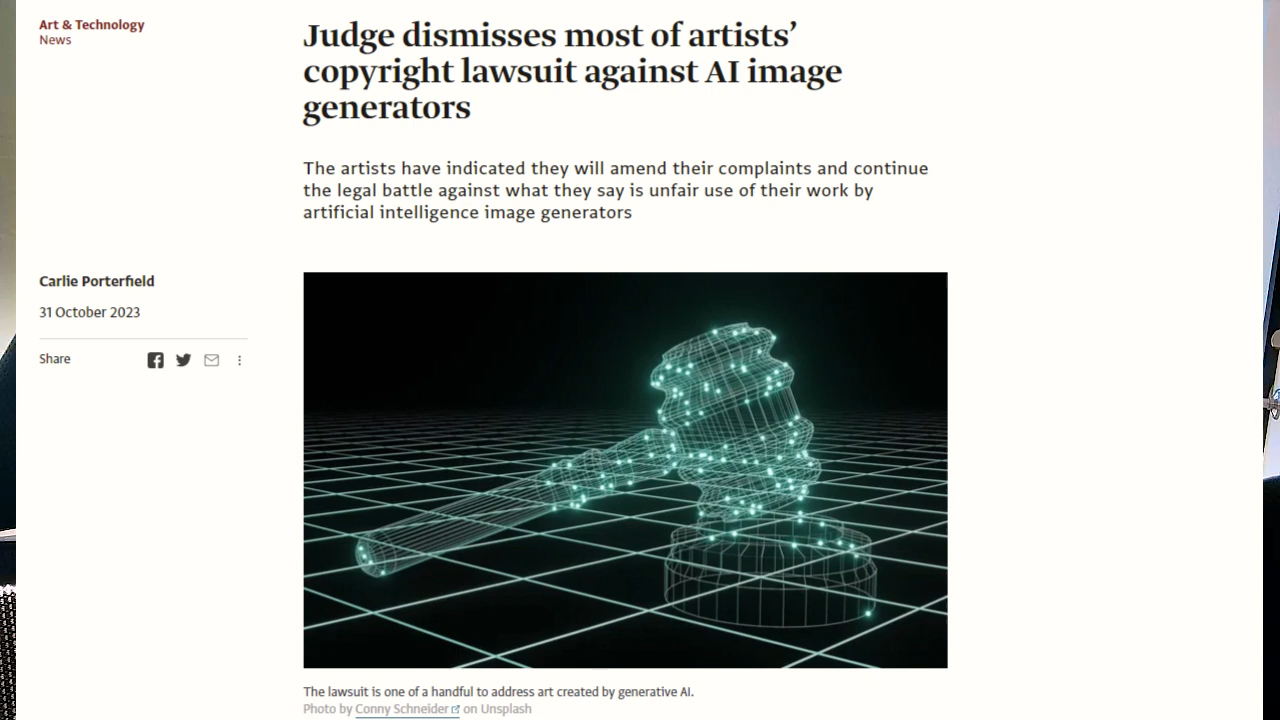 Art & Technology
News
Judge dismisses most of artists’
copyright lawsuit against AI image
generators
The artists have indicated they will amend their complaints and continue
the legal battle against what they say is unfair use of their work by
artificial intelligence image generators
Carlie Porterfield
31 October 2023
Share
The lawsuit is one of a handful to address art created by generative AI.
Photo by Conny Schneider on Unsplash